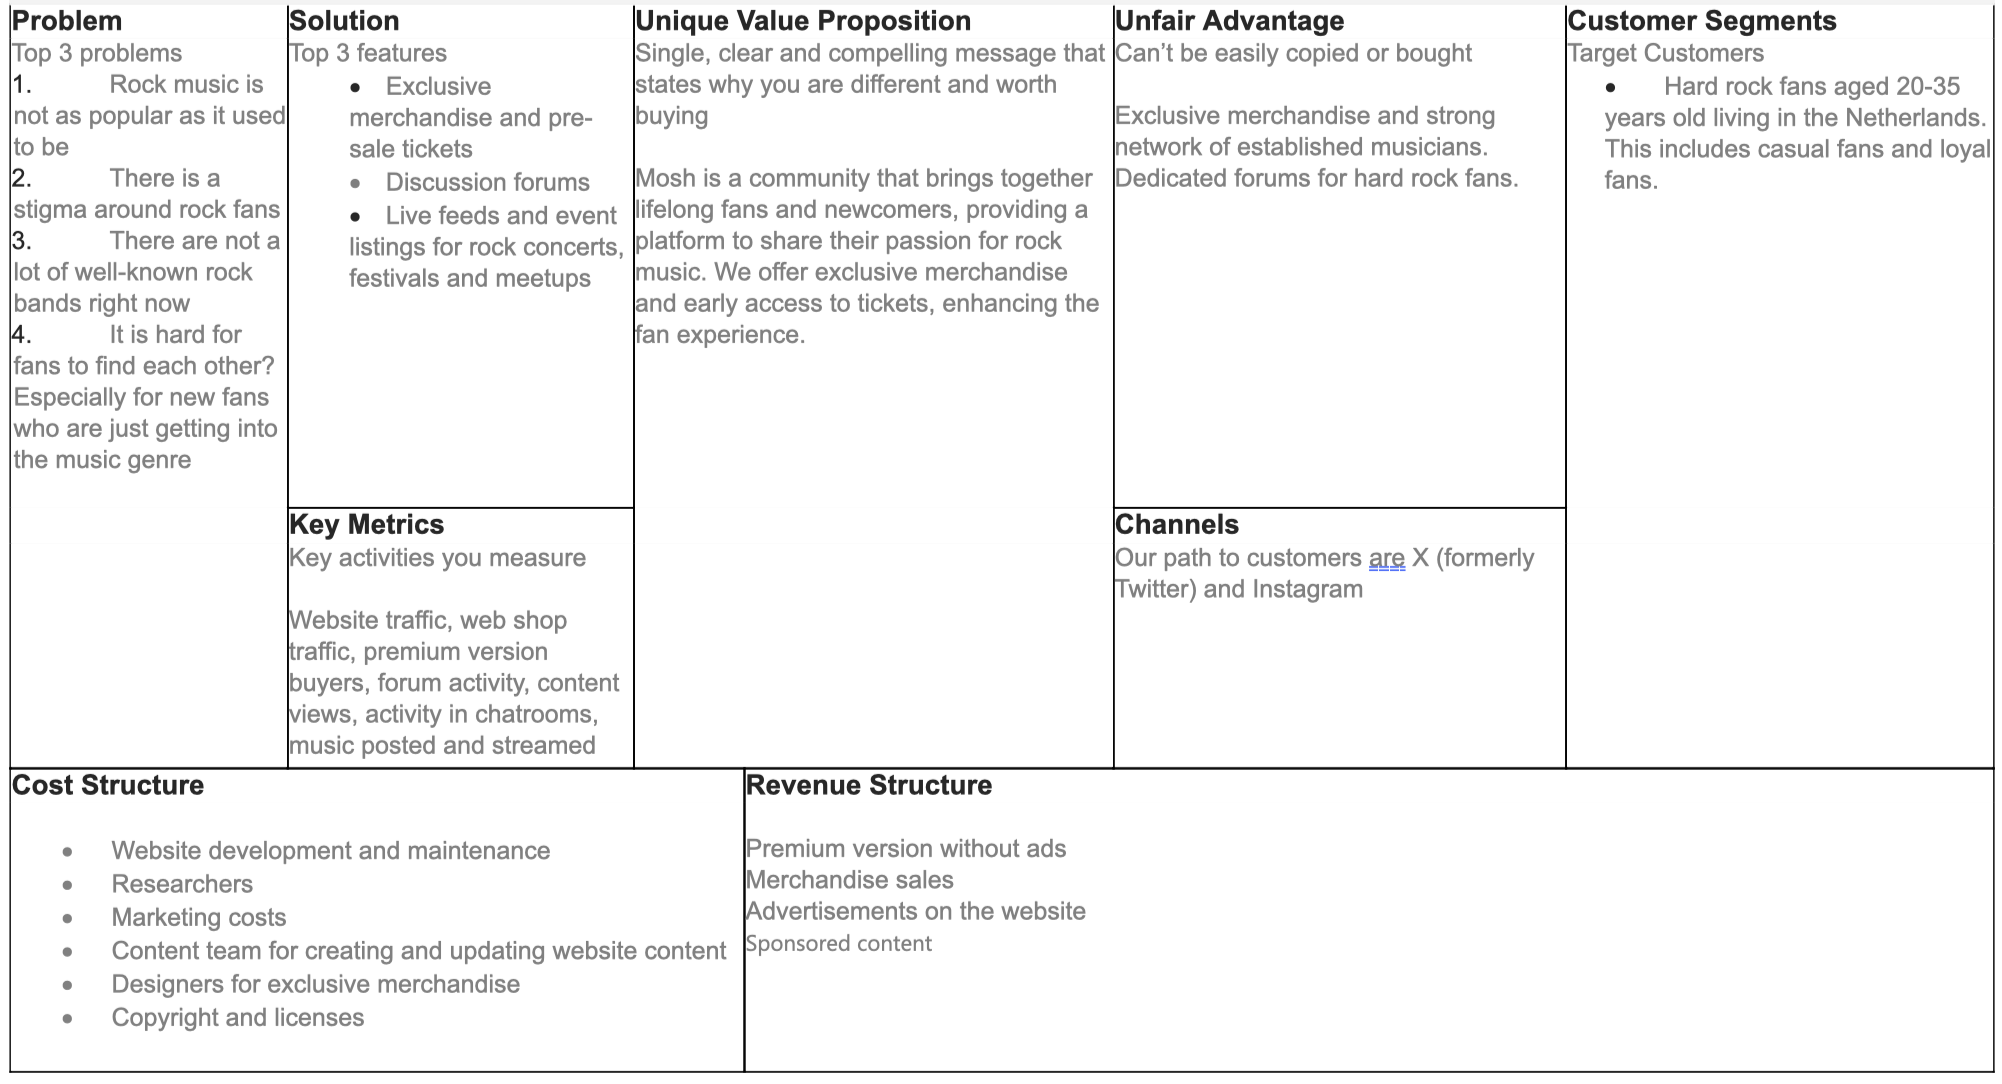 Problem
Top 3 problems
1. Rock music is
not as popular as it used
to be
2. There is a
stigma around rock fans
3. There are not a
lot of well-known rock
bands right now
4. It is hard for
fans to find each other?
Especially for new fans
who are just getting into
the music genre
Solution
Top 3 features
• Exclusive
merchandise and pre-
sale tickets
• Discussion forums
• Live feeds and event
listings for rock concerts,
festivals and meetups
Key Metrics
Key activities you measure
Website traffic, web shop
traffic, premium version
buyers, forum activity, content
views, activity in chatrooms,
music posted and streamed
Unique Value Proposition
Single, clear and compelling message that
states why you are different and worth
buying
Mosh is a community that brings together
lifelong fans and newcomers, providing a
platform to share their passion for rock
music. We offer exclusive merchandise
and early access to tickets, enhancing the
fan experience.
Unfair Advantage
Can’t be easily copied or bought
Exclusive merchandise and strong
network of established musicians.
Dedicated forums for hard rock fans.
Channels
Our path to customers are X (formerly
Twitter) and Instagram
Customer Segments
Target Customers
• Hard rock fans aged 20-35
years old living in the Netherlands.
This includes casual fans and loyal
fans.
Cost Structure
• Website development and maintenance
• Researchers
• Marketing costs
• Content team for creating and updating website content
• Designers for exclusive merchandise
• Copyright and licenses
Revenue Structure
Premium version without ads
Merchandise sales
Advertisements on the website
Sponsored content